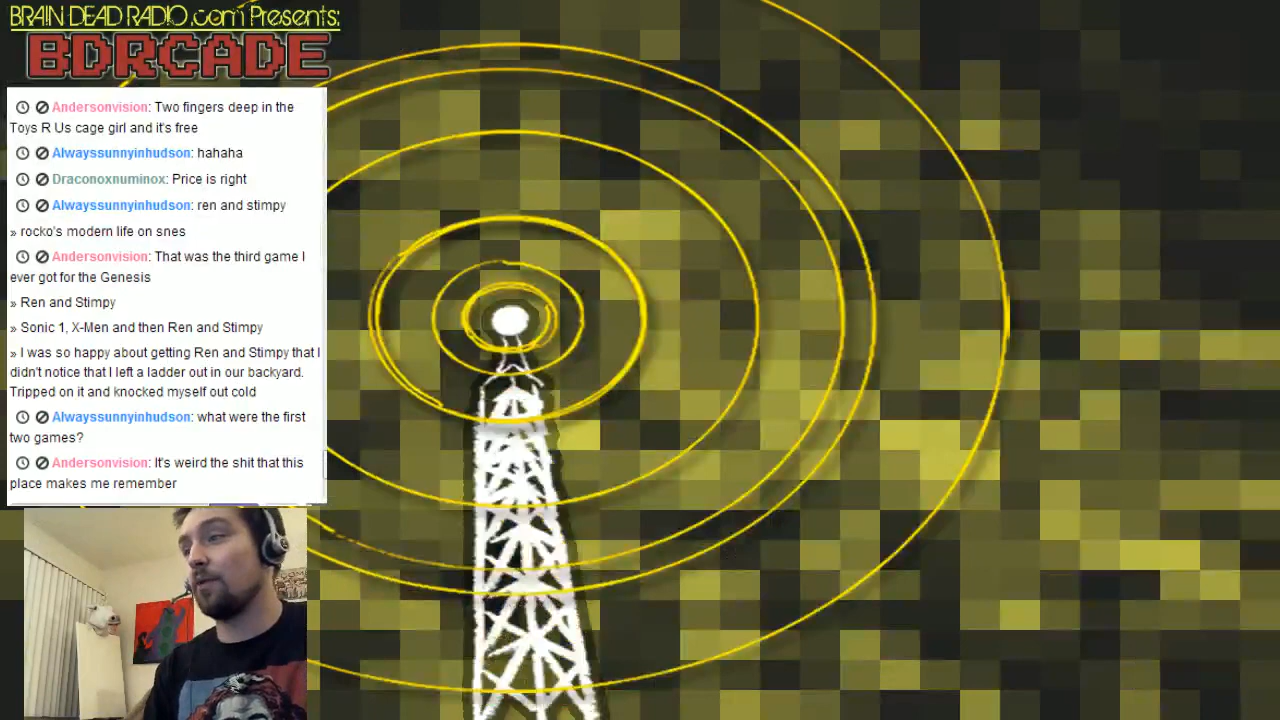 BRAIN DEAD RADIO.com Presents:
BDRCADE
Andersonvision: Two fingers deep in the
Toys R Us cage girl and it's free
Alwayssunnyinhudson: hahaha
Draconoxnuminox: Price is right
Alwayssunnyinhudson: ren and stimpy
» rocko's modern life on snes
Andersonvision: That was the third game I
ever got for the Genesis
» Ren and Stimpy
» Sonic 1, X-Men and then Ren and Stimpy
» I was so happy about getting Ren and Stimpy that I
didn't notice that I left a ladder out in our backyard.
Tripped on it and knocked myself out cold
Alwayssunnyinhudson: what were the first
two games?
Andersonvision: It's weird the shit that this
place makes me remember